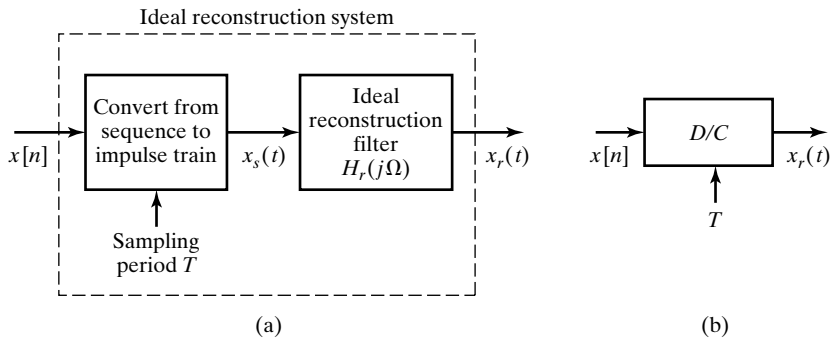 Ideal reconstruction system
Convert from
sequence to
impulse train
Ideal
reconstruction
filter
H_r(jΩ)
x[n]
x_s(t)
x_r(t)
Sampling
period T
(a)
D/C
x[n]
x_r(t)
T
(b)